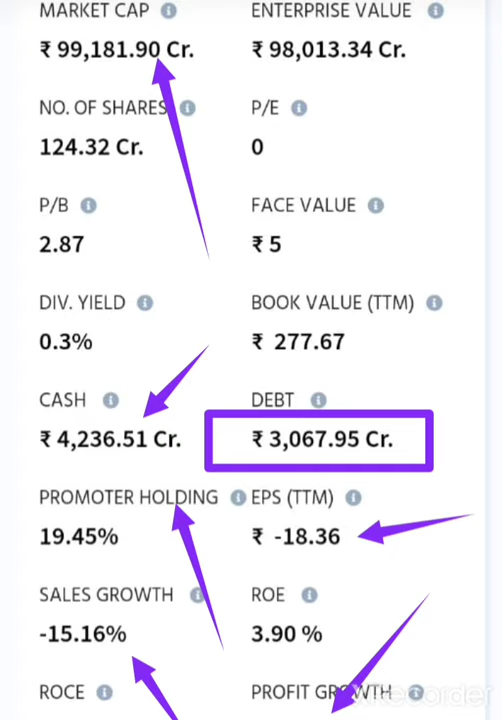 MARKET CAP ENTERPRISE VALUE
₹ 99,181.90 Cr. ₹ 98,013.34 Cr.
NO. OF SHARES P/E
124.32 Cr. 0
P/B FACE VALUE
2.87 ₹ 5
DIV. YIELD BOOK VALUE (TTM)
0.3% ₹ 277.67
CASH DEBT
₹ 4,236.51 Cr. ₹ 3,067.95 Cr.
PROMOTER HOLDING EPS (TTM)
19.45% ₹ -18.36
SALES GROWTH ROE
-15.16% 3.90 %
ROCE PROFIT GROWTH